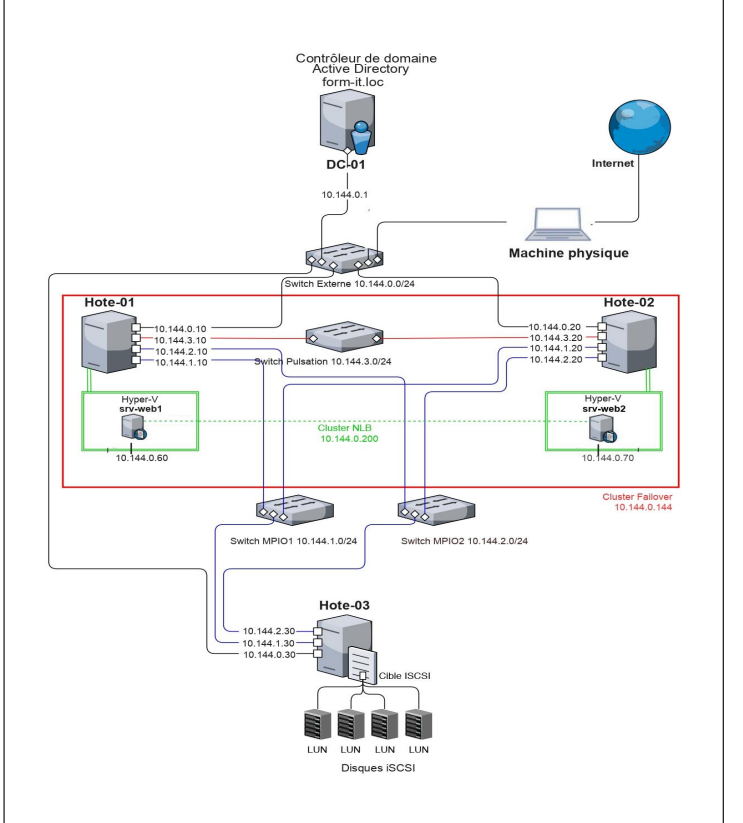 Contrôleur de domaine
Active Directory
form-it.loc
DC-01
Internet
10.144.0.1
Machine physique
Switch Externe 10.144.0.0/24
Hote-01
Hote-02
10.144.0.10
10.144.3.10
10.144.2.10
10.144.1.10
10.144.0.20
10.144.3.20
10.144.1.20
10.144.2.20
Switch Pulsation 10.144.3.0/24
Hyper-V
srv-web1
10.144.0.60
Cluster NLB
10.144.0.200
Hyper-V
srv-web2
10.144.0.70
Cluster Failover
10.144.0.144
Switch MPIO1 10.144.1.0/24
Switch MPIO2 10.144.2.0/24
Hote-03
10.144.2.30
10.144.1.30
10.144.0.30
Cible ISCSI
LUN LUN LUN LUN
Disques iSCSI